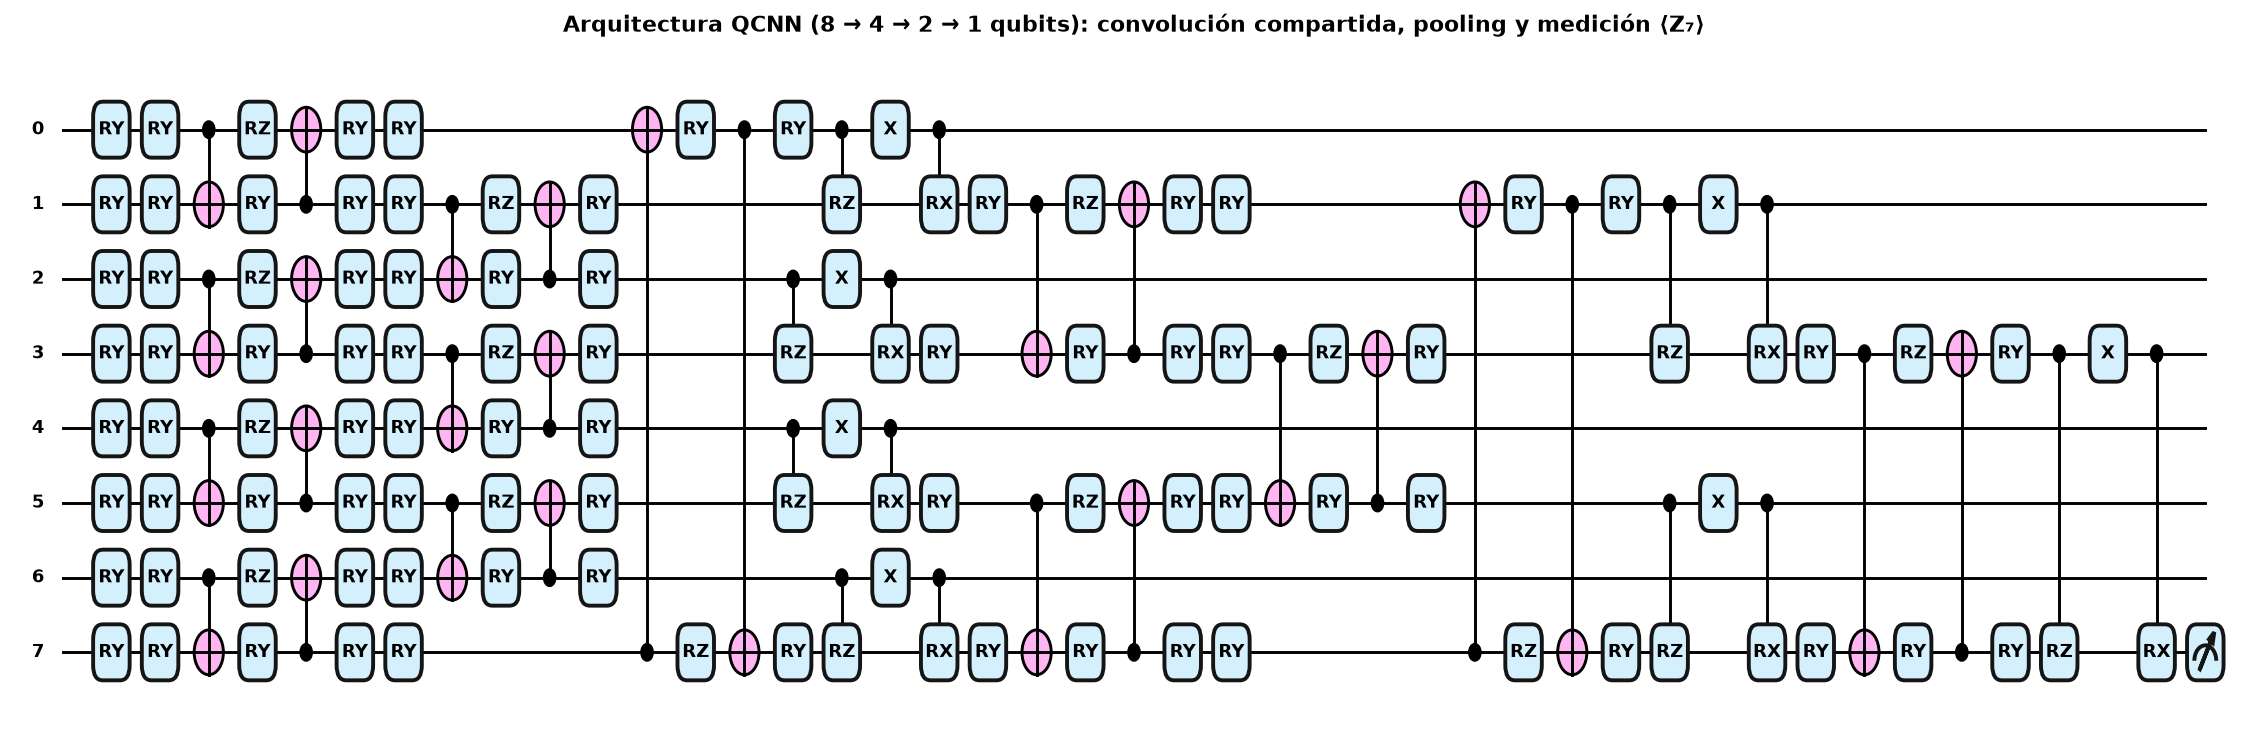 Arquitectura QCNN (8 → 4 → 2 → 1 qubits): convolución compartida, pooling y medición ⟨Z₇⟩
0 RY RY RZ RY RY RY RY X
1 RY RY RY RY RY RZ RY RZ RX RY RZ RY RY RY RY X
2 RY RY RZ RY RY RY RY X
3 RY RY RY RY RY RZ RY RZ RX RY RY RY RY RZ RY RZ RX RY RZ RY X
4 RY RY RZ RY RY RY RY X
5 RY RY RY RY RY RZ RY RZ RX RY RZ RY RY RY RY X
6 RY RY RZ RY RY RY RY X
7 RY RY RY RY RY RZ RY RZ RX RY RY RY RY RZ RY RZ RX RY RY RY RZ RX